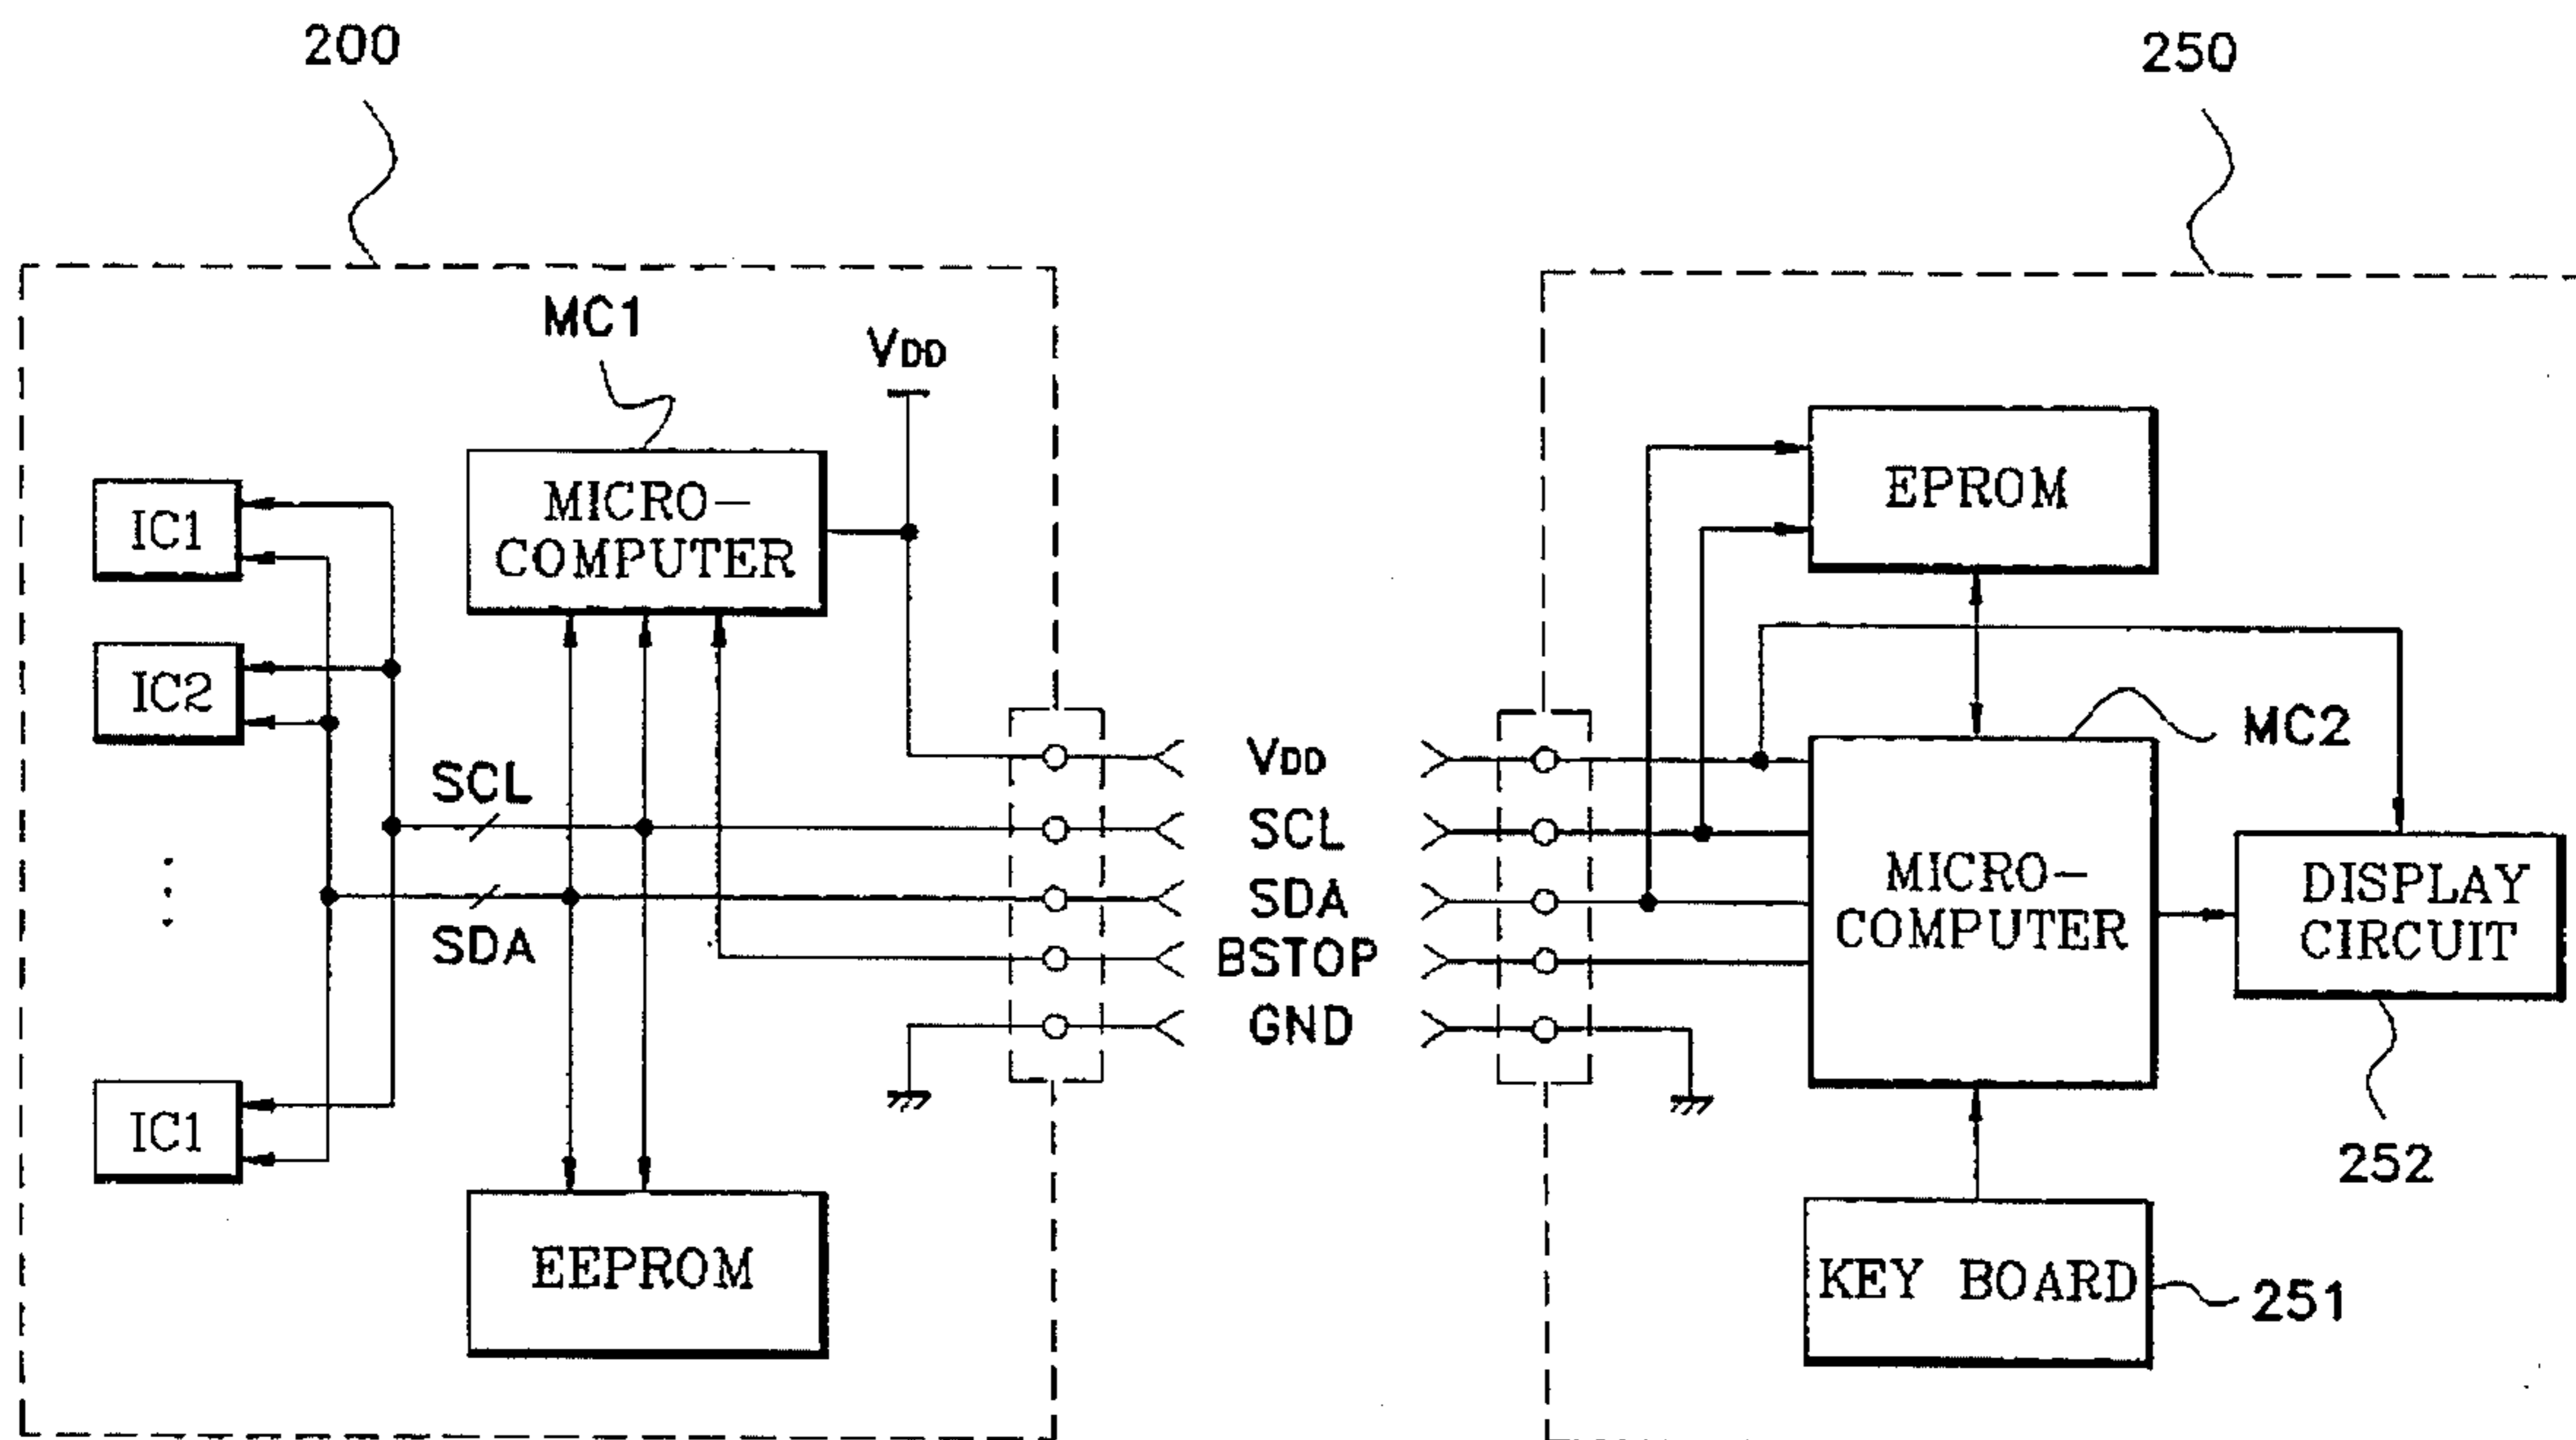 200
250
MC1
VDD
MICRO-
COMPUTER
IC1
IC2
SCL
SDA
IC1
EEPROM
VDD
SCL
SDA
BSTOP
GND
EPROM
MC2
MICRO-
COMPUTER
DISPLAY
CIRCUIT
252
KEY BOARD
251